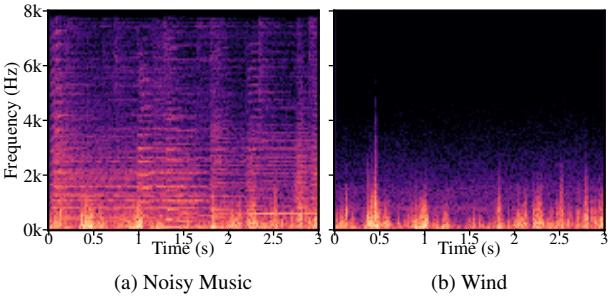 8k
6k
4k
2k
0k
Frequency (Hz)
0 0.5 1 1.5 2 2.5 3
Time (s)
0 0.5 1 1.5 2 2.5 3
Time (s)
(a) Noisy Music
(b) Wind